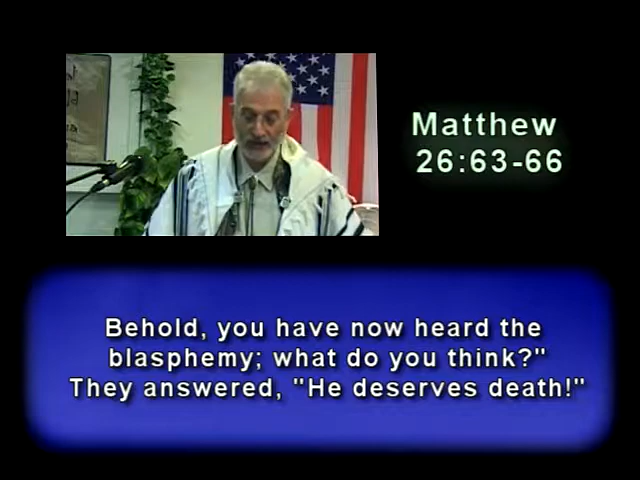 Matthew
26:63-66
Behold, you have now heard the
blasphemy; what do you think?"
They answered, "He deserves death!"